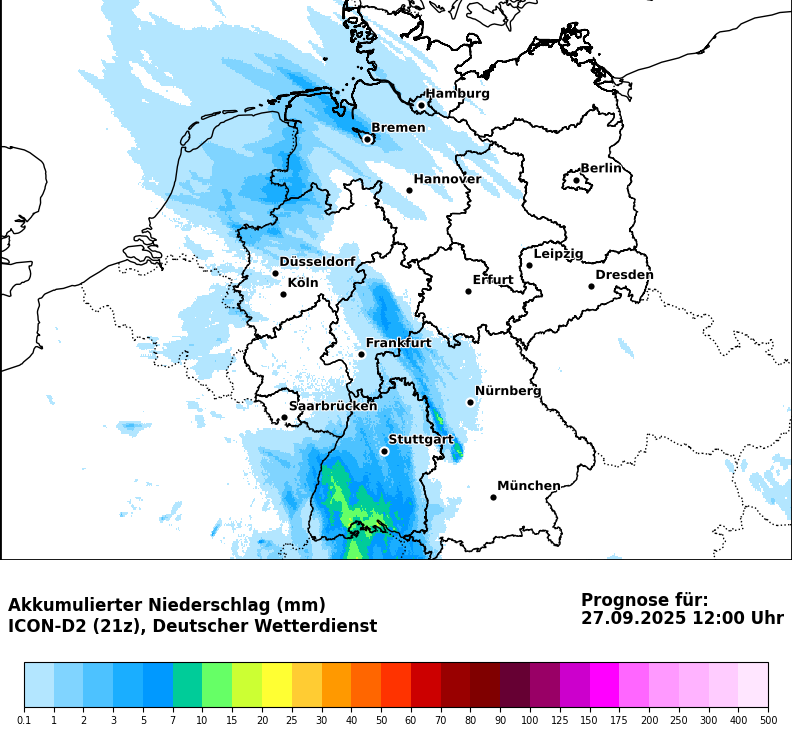 Hamburg
Bremen
Berlin
Hannover
Leipzig
Düsseldorf
Dresden
Köln
Erfurt
Frankfurt
Nürnberg
Saarbrücken
Stuttgart
München
Akkumulierter Niederschlag (mm)
ICON-D2 (21z), Deutscher Wetterdienst
Prognose für:
27.09.2025 12:00 Uhr
0.1 1 2 3 5 7 10 15 20 25 30 40 50 60 70 80 90 100 125 150 175 200 250 300 400 500